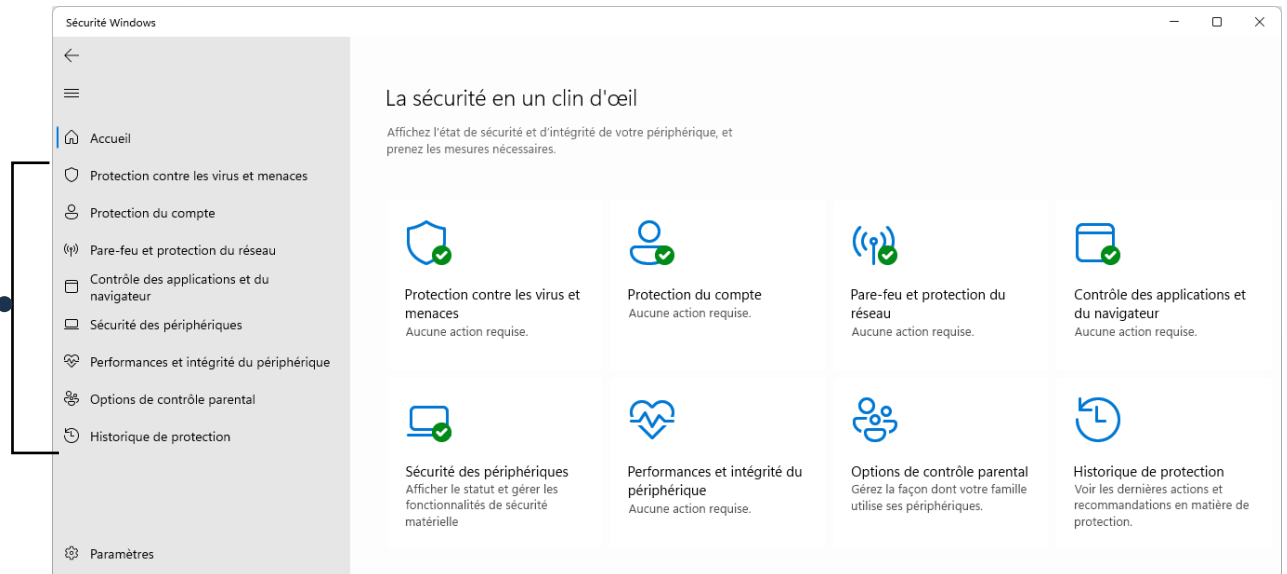 Sécurité Windows
Accueil
Protection contre les virus et menaces
Protection du compte
Pare-feu et protection du réseau
Contrôle des applications et du
navigateur
Sécurité des périphériques
Performances et intégrité du périphérique
Options de contrôle parental
Historique de protection
Paramètres
La sécurité en un clin d'œil
Affichez l'état de sécurité et d'intégrité de votre périphérique, et
prenez les mesures nécessaires.
Protection contre les virus et
menaces
Aucune action requise.
Protection du compte
Aucune action requise.
Pare-feu et protection du
réseau
Aucune action requise.
Contrôle des applications et
du navigateur
Aucune action requise.
Sécurité des périphériques
Afficher le statut et gérer les
fonctionnalités de sécurité
matérielle
Performances et intégrité du
périphérique
Aucune action requise.
Options de contrôle parental
Gérez la façon dont votre famille
utilise ses périphériques.
Historique de protection
Voir les dernières actions et
recommandations en matière de
protection.